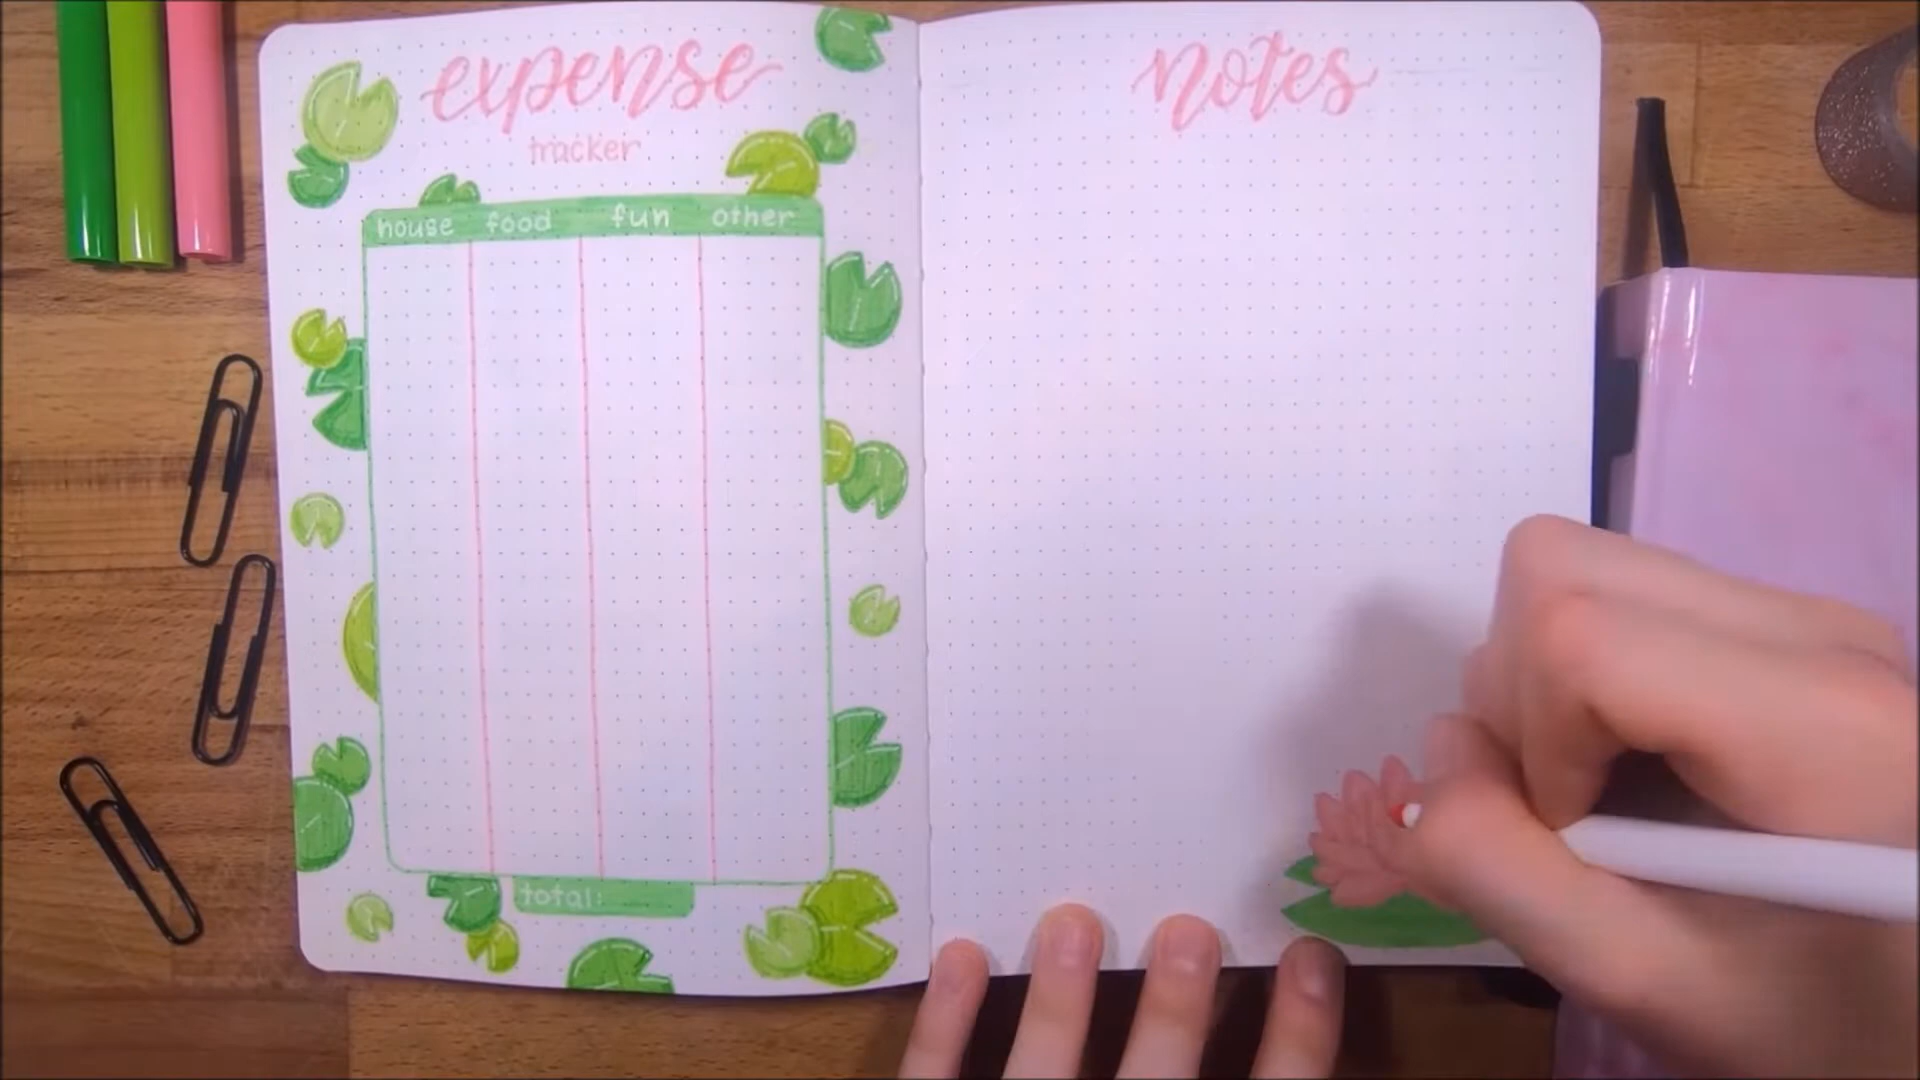 expense
tracker
house food fun other
total:
notes